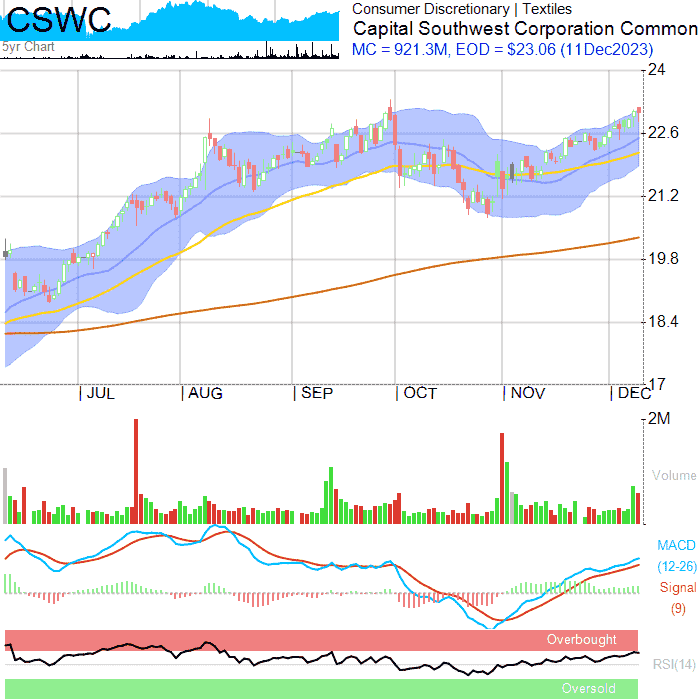 CSWC
5yr Chart
Consumer Discretionary | Textiles
Capital Southwest Corporation Common
MC = 921.3M, EOD = $23.06 (11Dec2023)
24
22.6
21.2
19.8
18.4
17
JUL
AUG
SEP
OCT
NOV
DEC
2M
Volume
MACD
(12-26)
Signal
(9)
Overbought
RSI(14)
Oversold